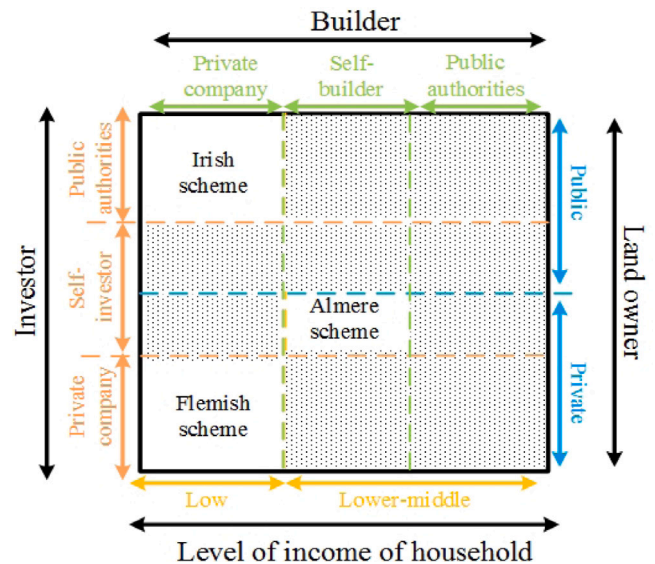 Builder
Private
company
Self-
builder
Public
authorities
Investor
Public
authorities
Self-
investor
Private
company
Irish
scheme
Almere
scheme
Flemish
scheme
Public
Private
Land owner
Low
Lower-middle
Level of income of household